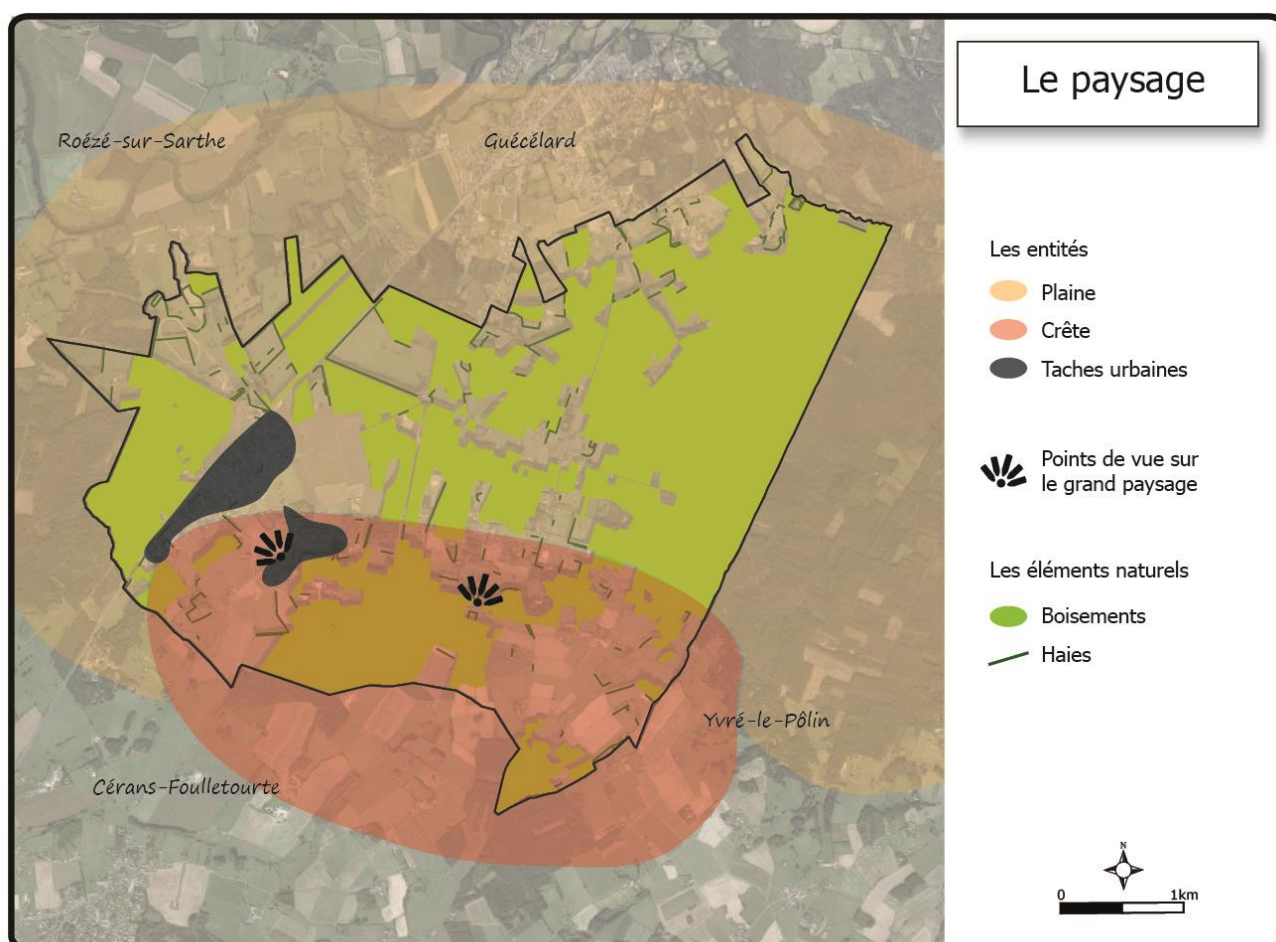 Le paysage
Roézé-sur-Sarthe
Guécélard
Yvré-le-Pôlin
Cérans-Foulletourte
Les entités
Plaine
Crête
Taches urbaines
Points de vue sur
le grand paysage
Les éléments naturels
Boisements
Haies
N
0 1km